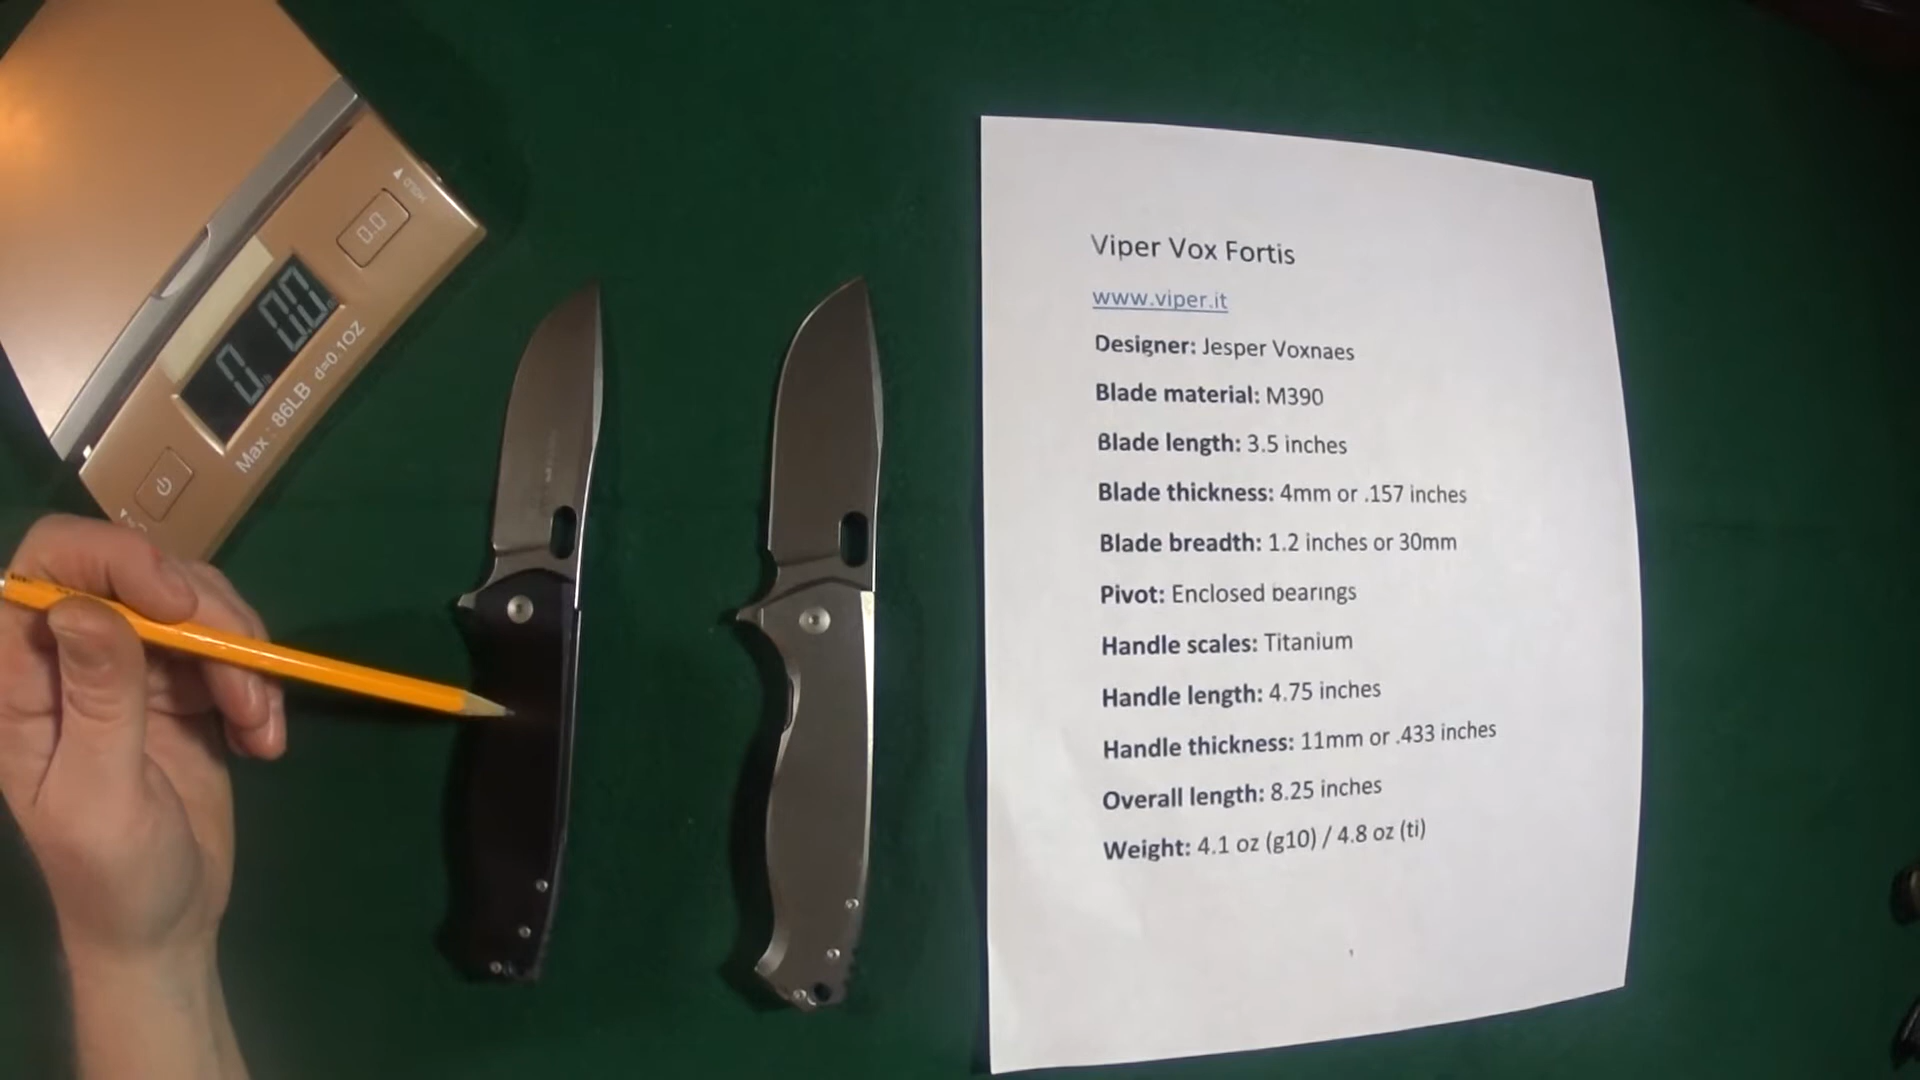 HOLD
0.0
0 0.0
Max : 86LB d=0.1OZ
Viper Vox Fortis
www.viper.it
Designer: Jesper Voxnaes
Blade material: M390
Blade length: 3.5 inches
Blade thickness: 4mm or .157 inches
Blade breadth: 1.2 inches or 30mm
Pivot: Enclosed bearings
Handle scales: Titanium
Handle length: 4.75 inches
Handle thickness: 11mm or .433 inches
Overall length: 8.25 inches
Weight: 4.1 oz (g10) / 4.8 oz (ti)